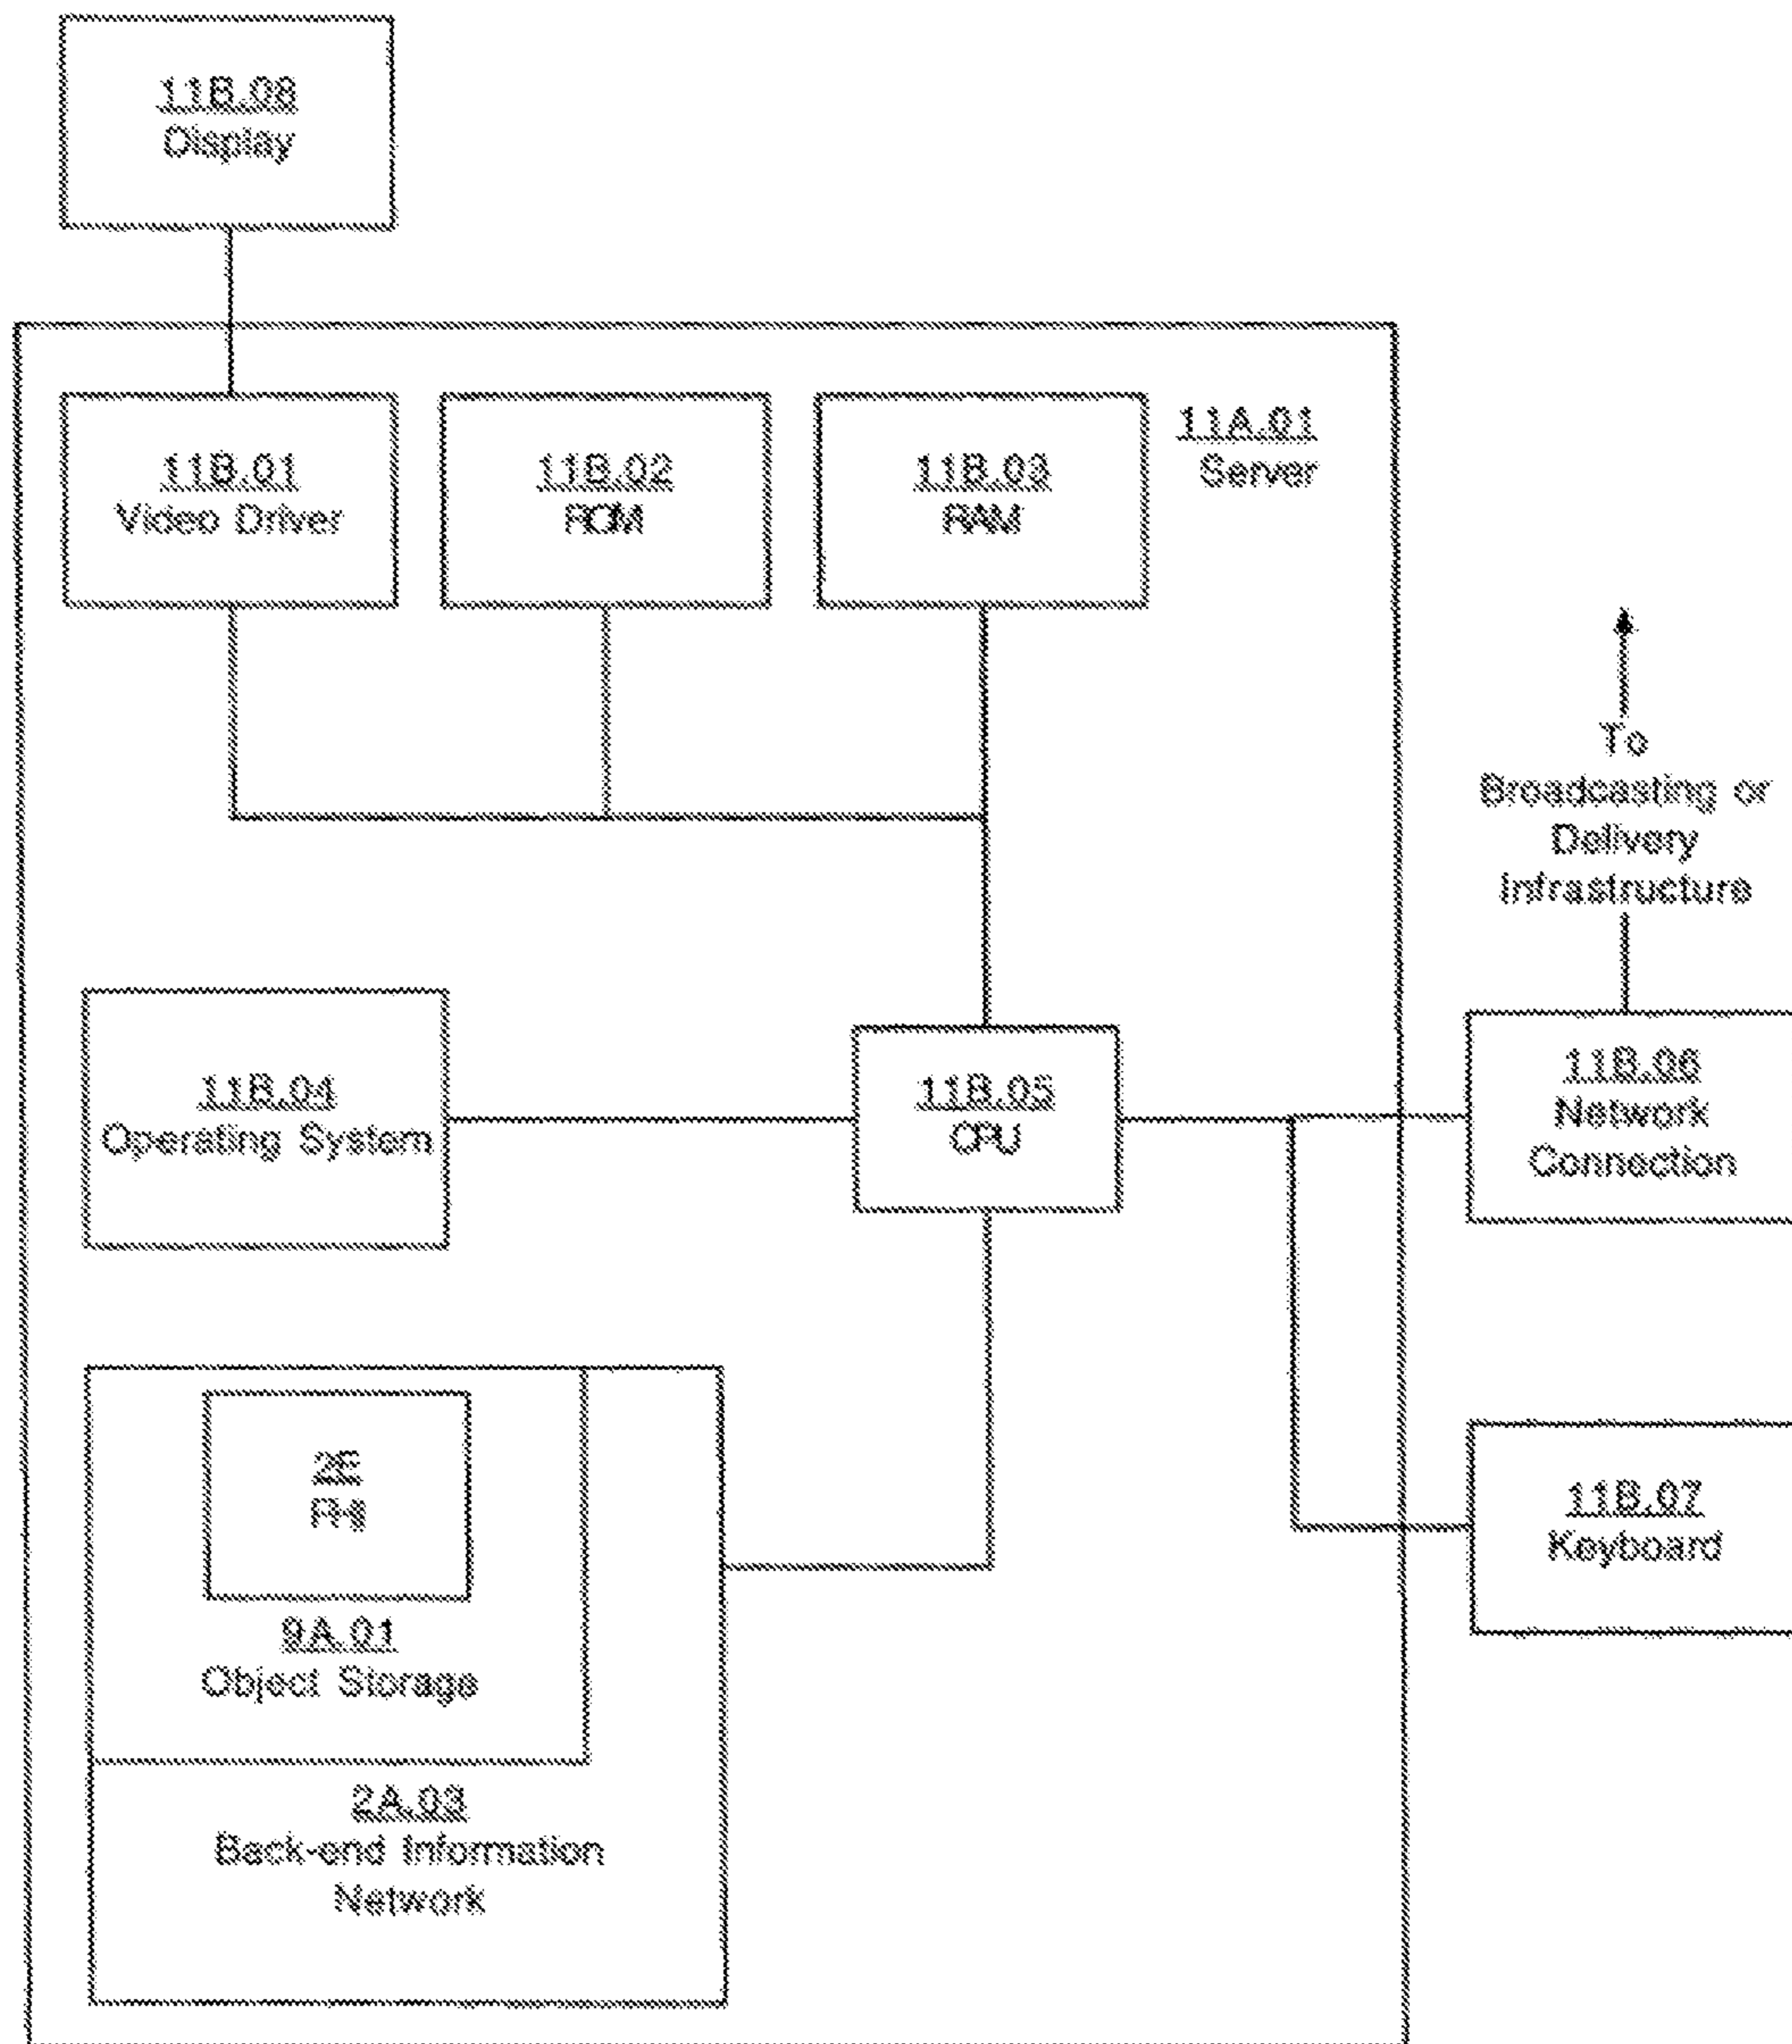 11B.08
Display
11B.01
Video Driver
11B.02
ROM
11B.03
RAM
11A.01
Server
To
Broadcasting or
Delivery
Infrastructure
11B.04
Operating System
11B.05
CPU
11B.06
Network
Connection
11B.07
Keyboard
9A.01
Object Storage
2A.03
Back-end Information
Network